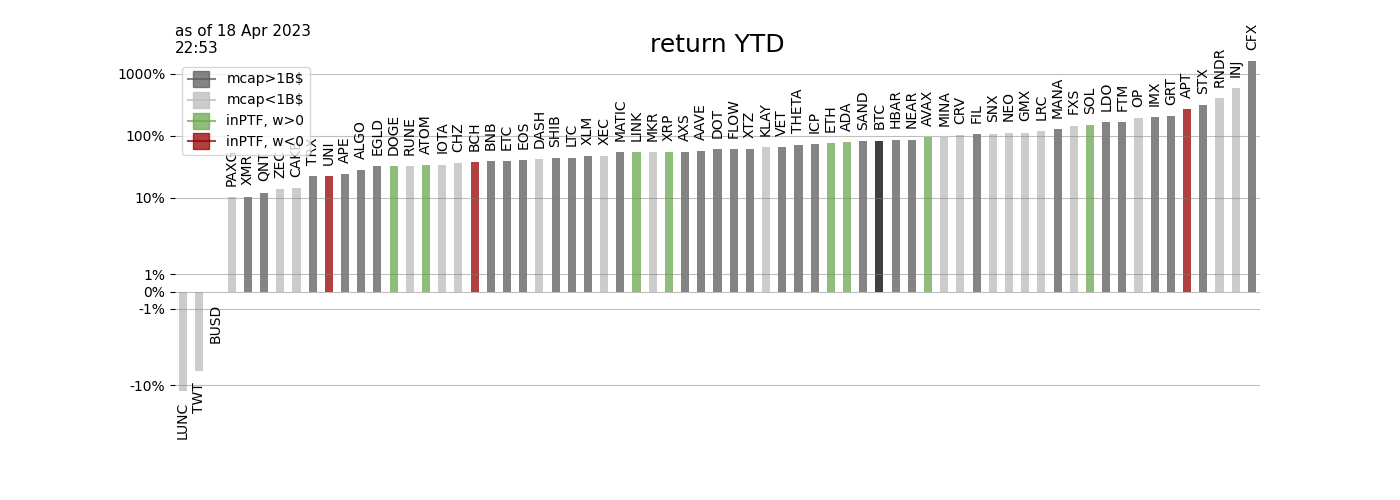 as of 18 Apr 2023
22:53
return YTD
1000%
100%
10%
1%
0%
-1%
-10%
mcap>1B$
mcap<1B$
inPTF, w>0
inPTF, w<0
LUNC
TWT
BUSD
PAXG
XMR
QNT
ZEC
CAKE
TRX
UNI
APE
ALGO
EGLD
DOGE
RUNE
ATOM
IOTA
CHZ
BCH
BNB
ETC
EOS
DASH
SHIB
LTC
XLM
XEC
MATIC
LINK
MKR
XRP
AXS
AAVE
DOT
FLOW
XTZ
KLAY
VET
THETA
ICP
ETH
ADA
SAND
BTC
HBAR
NEAR
AVAX
MINA
CRV
FIL
SNX
NEO
GMX
LRC
MANA
FXS
SOL
LDO
FTM
OP
IMX
GRT
APT
STX
RNDR
INJ
CFX